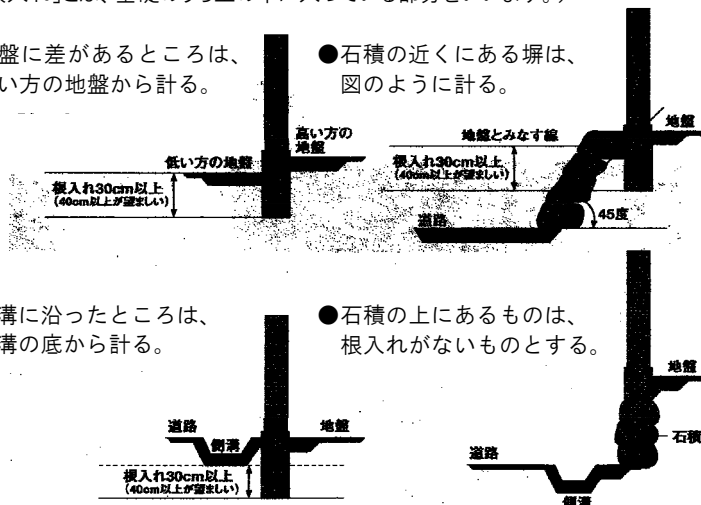 盤に差があるところは、
い方の地盤から計る。
高い方の
地盤
低い方の地盤
根入れ30cm以上
(40cm以上が望ましい)
●石積の近くにある塀は、
図のように計る。
地盤
地盤とみなす線
根入れ30cm以上
(40cm以上が望ましい)
45度
道路
溝に沿ったところは、
溝の底から計る。
道路
側溝
地盤
根入れ30cm以上
(40cm以上が望ましい)
●石積の上にあるものは、
根入れがないものとする。
地盤
石積
道路
側溝